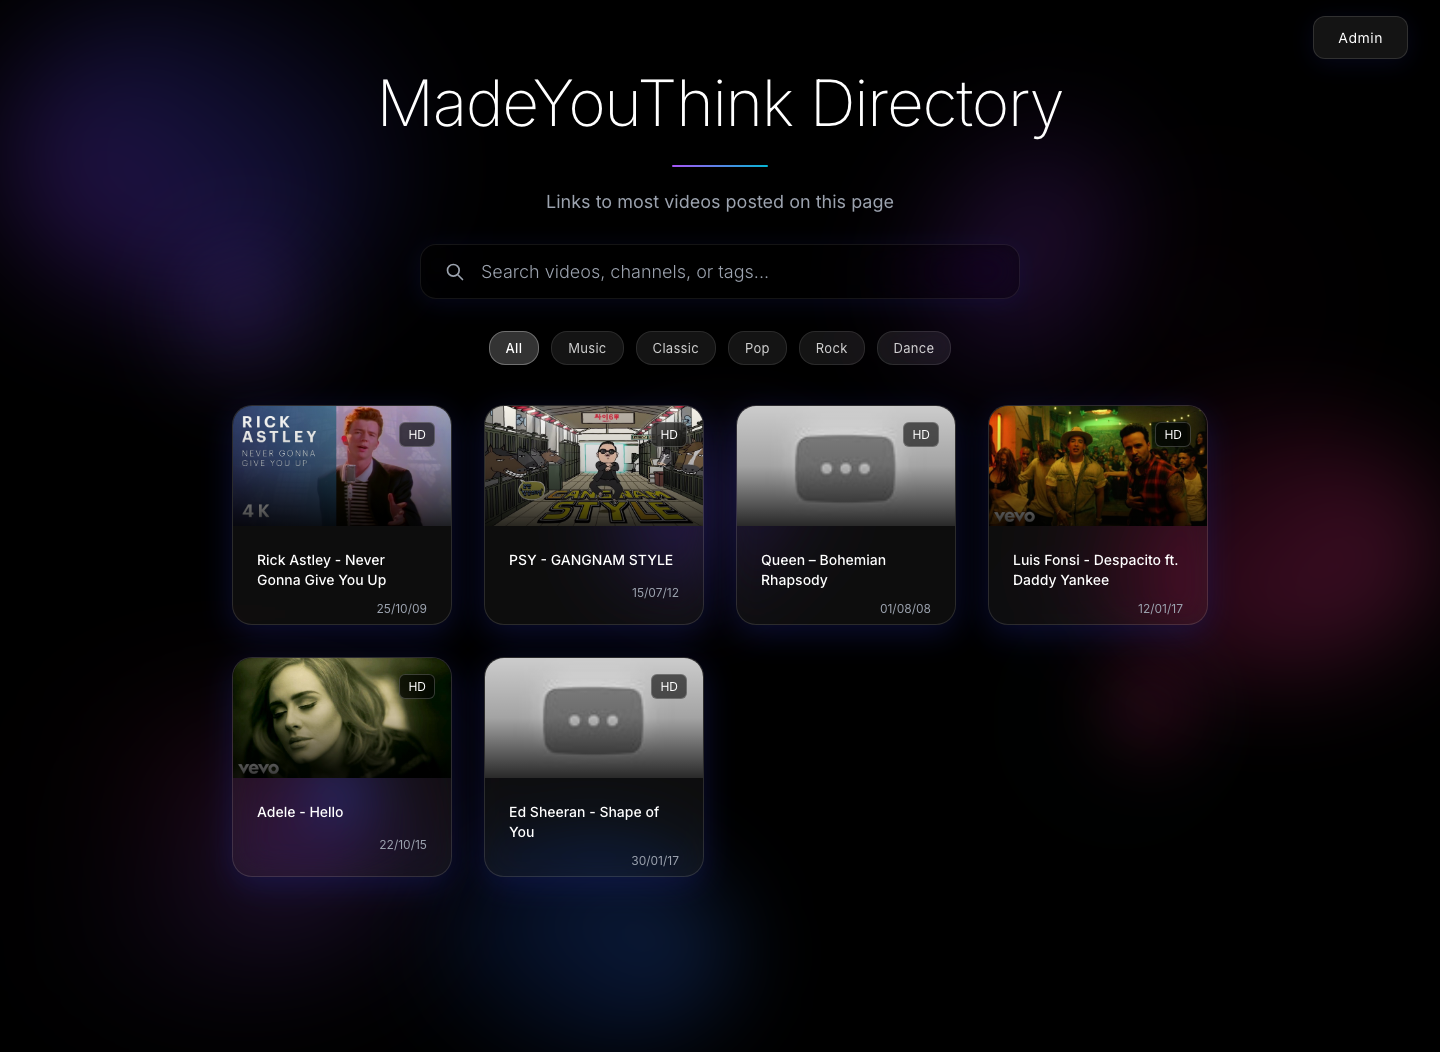 Admin
MadeYouThink Directory
Links to most videos posted on this page
Search videos, channels, or tags...
All
Music
Classic
Pop
Rock
Dance
RICK
ASTLEY
NEVER GONNA
GIVE YOU UP
4K
HD
Rick Astley - Never
Gonna Give You Up
25/10/09
HD
GANGNAM
STYLE
PSY - GANGNAM STYLE
15/07/12
HD
Queen – Bohemian
Rhapsody
01/08/08
HD
vevo
Luis Fonsi - Despacito ft.
Daddy Yankee
12/01/17
HD
vevo
Adele - Hello
22/10/15
HD
Ed Sheeran - Shape of
You
30/01/17